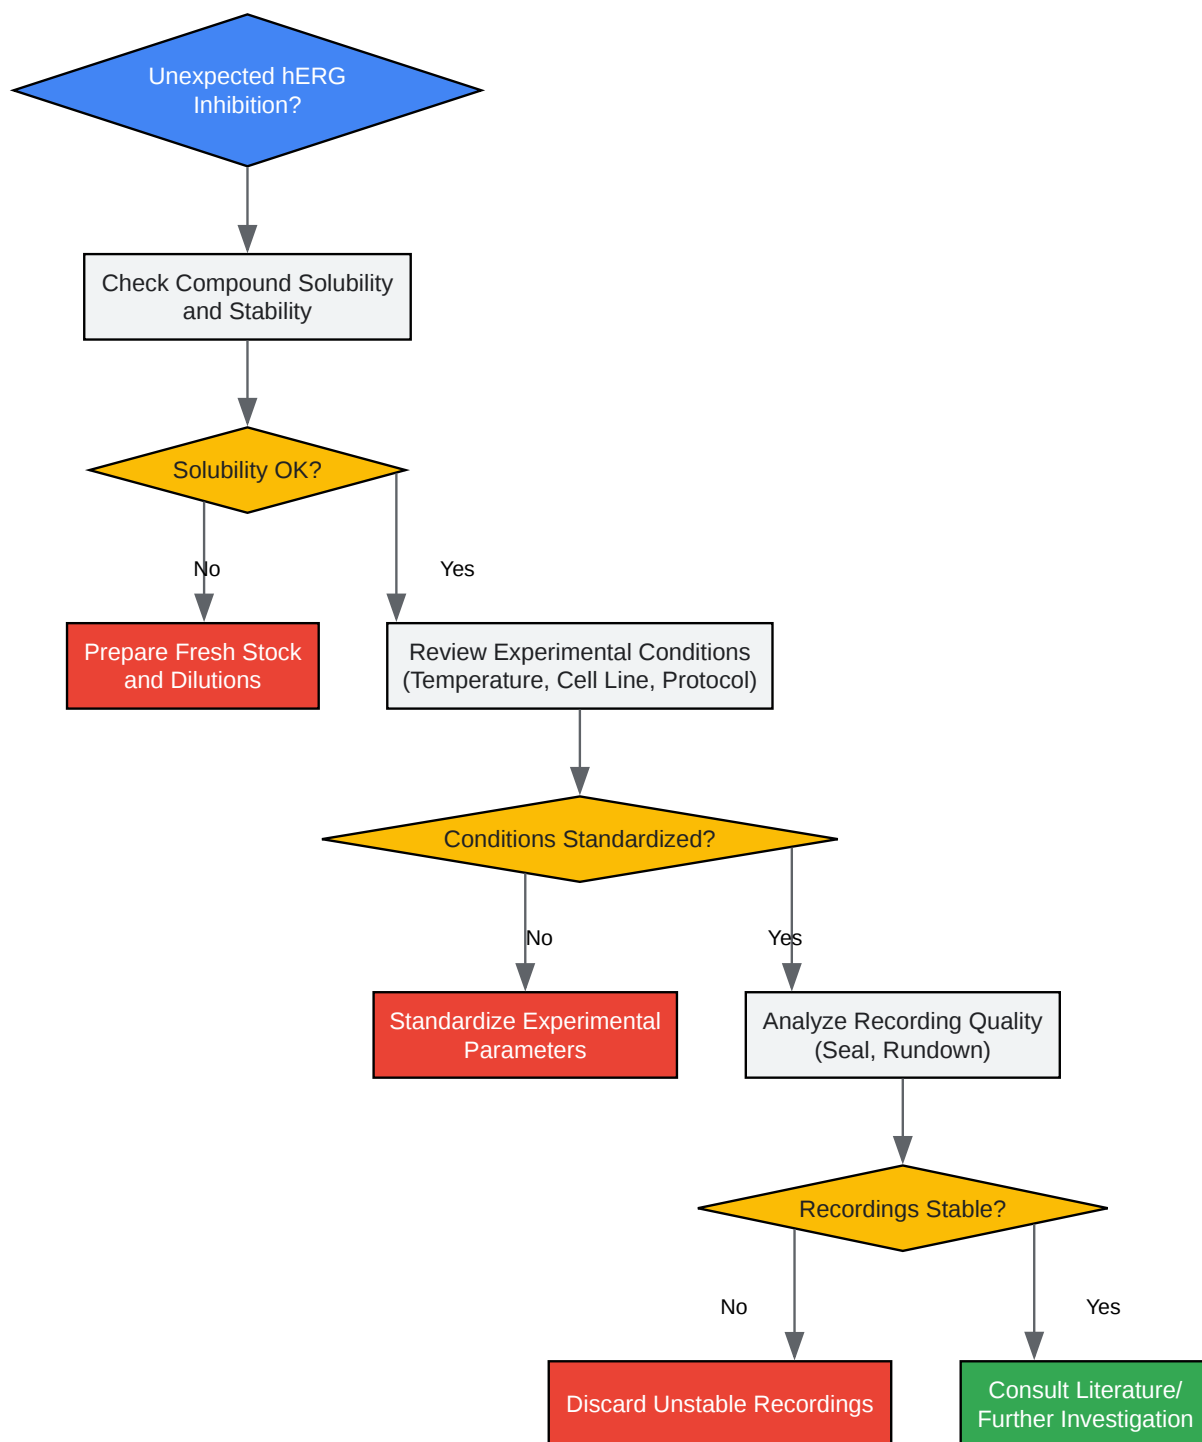 Unexpected hERG
Inhibition?
Check Compound Solubility
and Stability
Solubility OK?
No
Yes
Prepare Fresh Stock
and Dilutions
Review Experimental Conditions
(Temperature, Cell Line, Protocol)
Conditions Standardized?
No
Yes
Standardize Experimental
Parameters
Analyze Recording Quality
(Seal, Rundown)
Recordings Stable?
No
Yes
Discard Unstable Recordings
Consult Literature/
Further Investigation